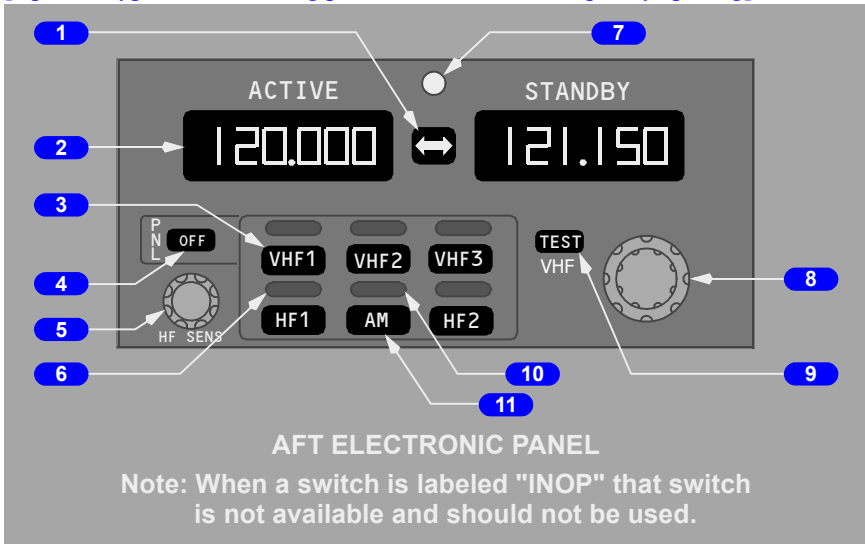 1
7
ACTIVE
STANDBY
2
120.000
121.150
3
PNL
OFF
VHF1
VHF2
VHF3
TEST
VHF
4
8
5
HF SENS
HF1
AM
HF2
6
10
9
11
AFT ELECTRONIC PANEL
Note: When a switch is labeled "INOP" that switch
is not available and should not be used.